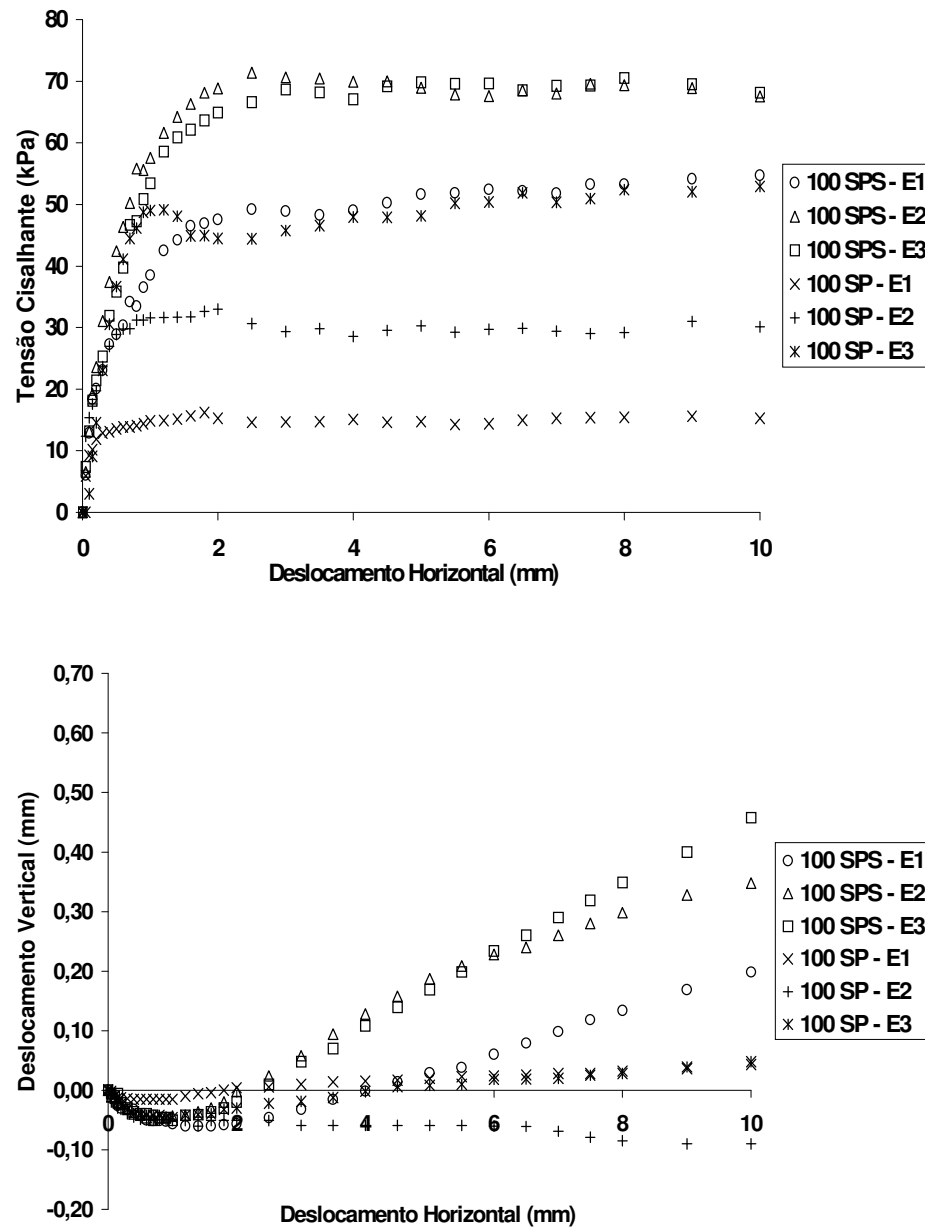 80
70
60
50
40
30
20
10
0
Tensão Cisalhante (kPa)
0 2 4 6 8 10
Deslocamento Horizontal (mm)
100 SPS - E1
100 SPS - E2
100 SPS - E3
100 SP - E1
100 SP - E2
100 SP - E3
0,70
0,60
0,50
0,40
0,30
0,20
0,10
0,00
-0,10
-0,20
Deslocamento Vertical (mm)
0 2 4 6 8 10
Deslocamento Horizontal (mm)
100 SPS - E1
100 SPS - E2
100 SPS - E3
100 SP - E1
100 SP - E2
100 SP - E3